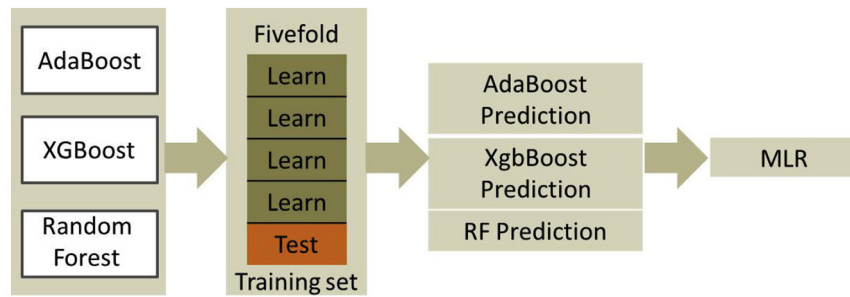 AdaBoost
XGBoost
Random
Forest
Fivefold
Learn
Learn
Learn
Learn
Test
Training set
AdaBoost
Prediction
XgbBoost
Prediction
RF Prediction
MLR